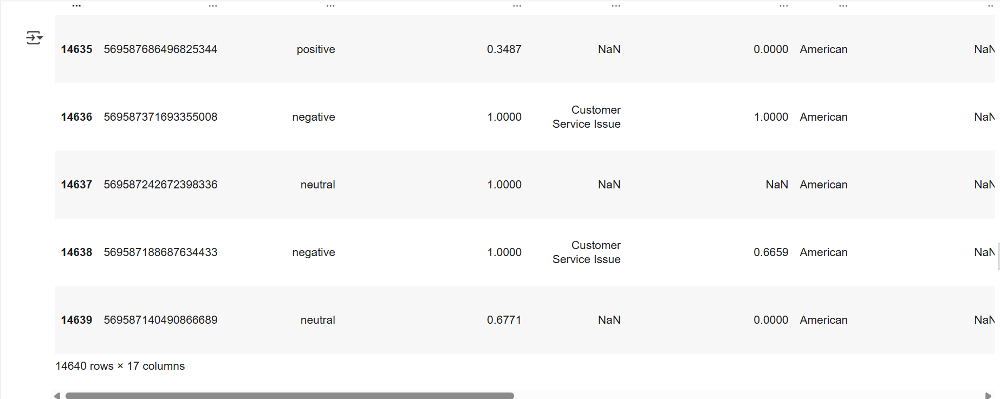 ... ... ... ... ... ... ... ..
14635 569587686496825344 positive 0.3487 NaN 0.0000 American NaN
14636 569587371693355008 negative 1.0000 Customer Service Issue 1.0000 American NaN
14637 569587242672398336 neutral 1.0000 NaN NaN American NaN
14638 569587188687634433 negative 1.0000 Customer Service Issue 0.6659 American NaN
14639 569587140490866689 neutral 0.6771 NaN 0.0000 American NaN
14640 rows × 17 columns